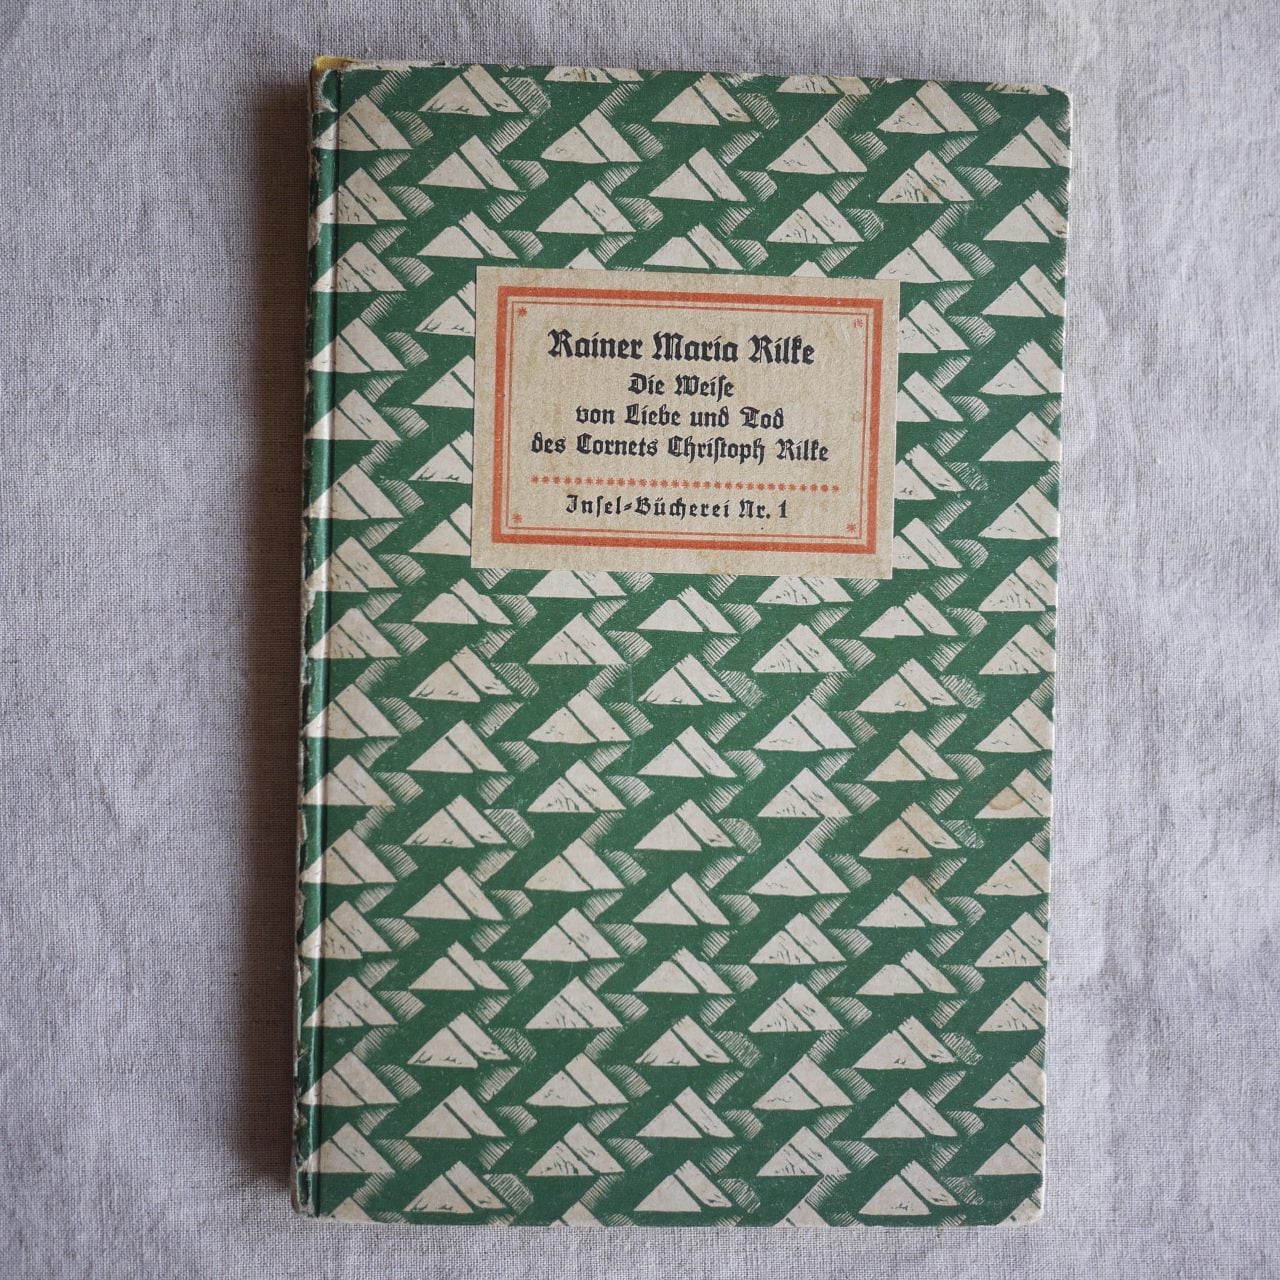 Rainer Maria Rilke
Die Weiſe
von Liebe und Tod
des Cornets Chriſtoph Rilke
Inſel-Bücherei Nr. 1